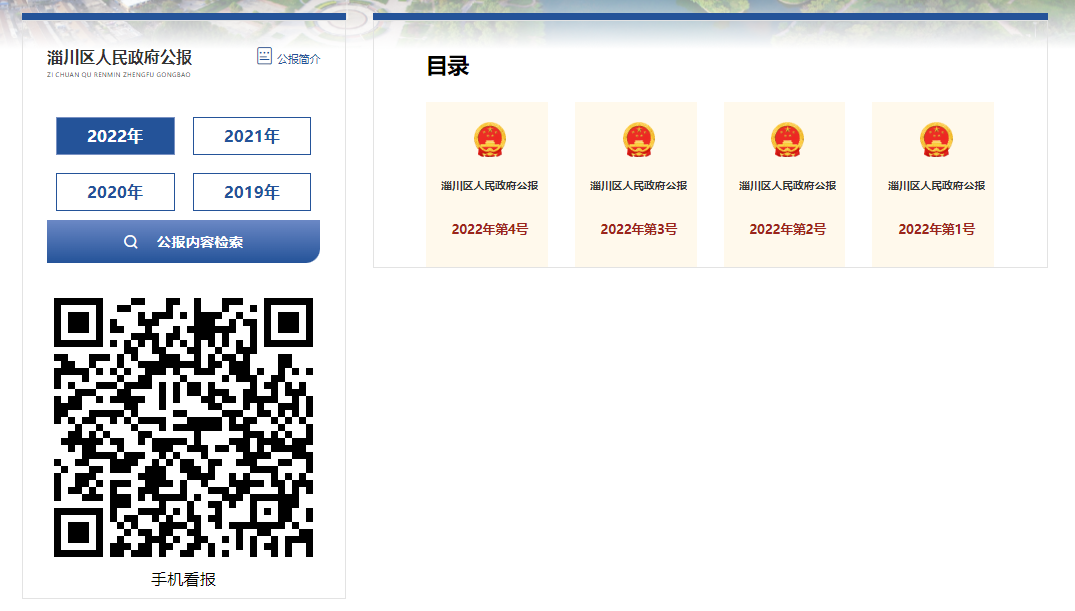 淄川区人民政府公报
ZI CHUAN QU RENMIN ZHENGFU GONGBAO
公报简介
2022年
2021年
2020年
2019年
公报内容检索
手机看报
目录
淄川区人民政府公报
2022年第4号
淄川区人民政府公报
2022年第3号
淄川区人民政府公报
2022年第2号
淄川区人民政府公报
2022年第1号